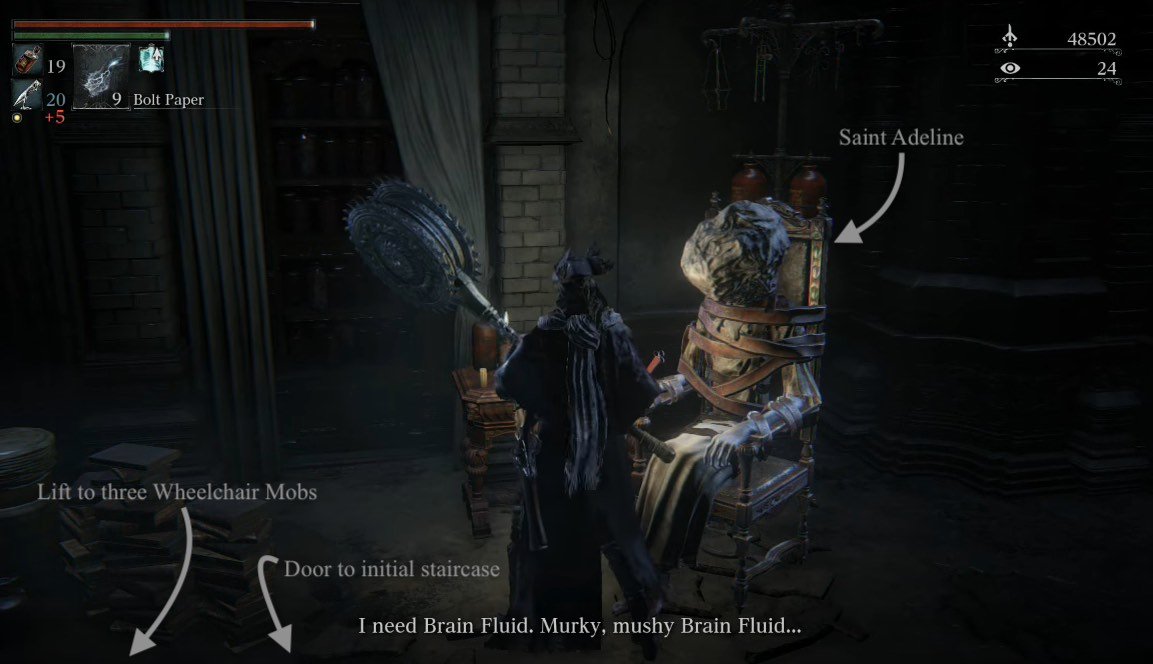 48502
19
24
20
9 Bolt Paper
+5
Saint Adeline
Lift to three Wheelchair Mobs
Door to initial staircase
I need Brain Fluid. Murky, mushy Brain Fluid...